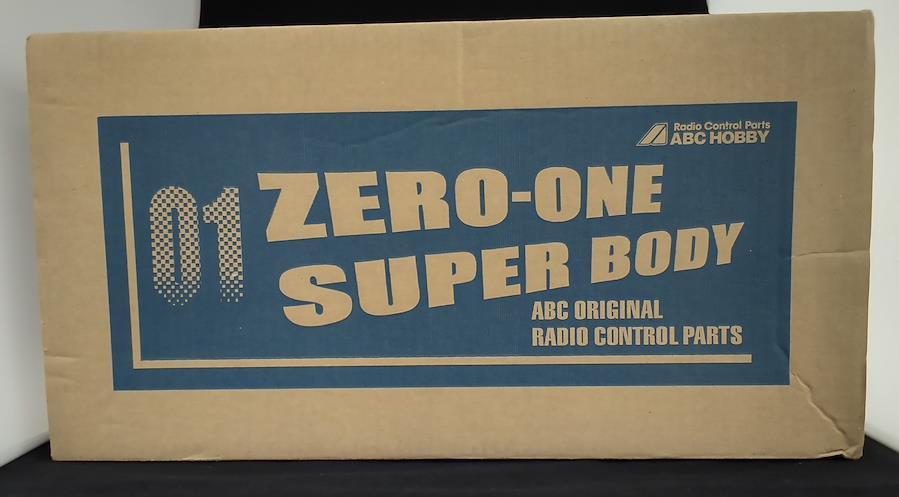 Radio Control Parts
ABC HOBBY
01
ZERO-ONE
SUPER BODY
ABC ORIGINAL
RADIO CONTROL PARTS